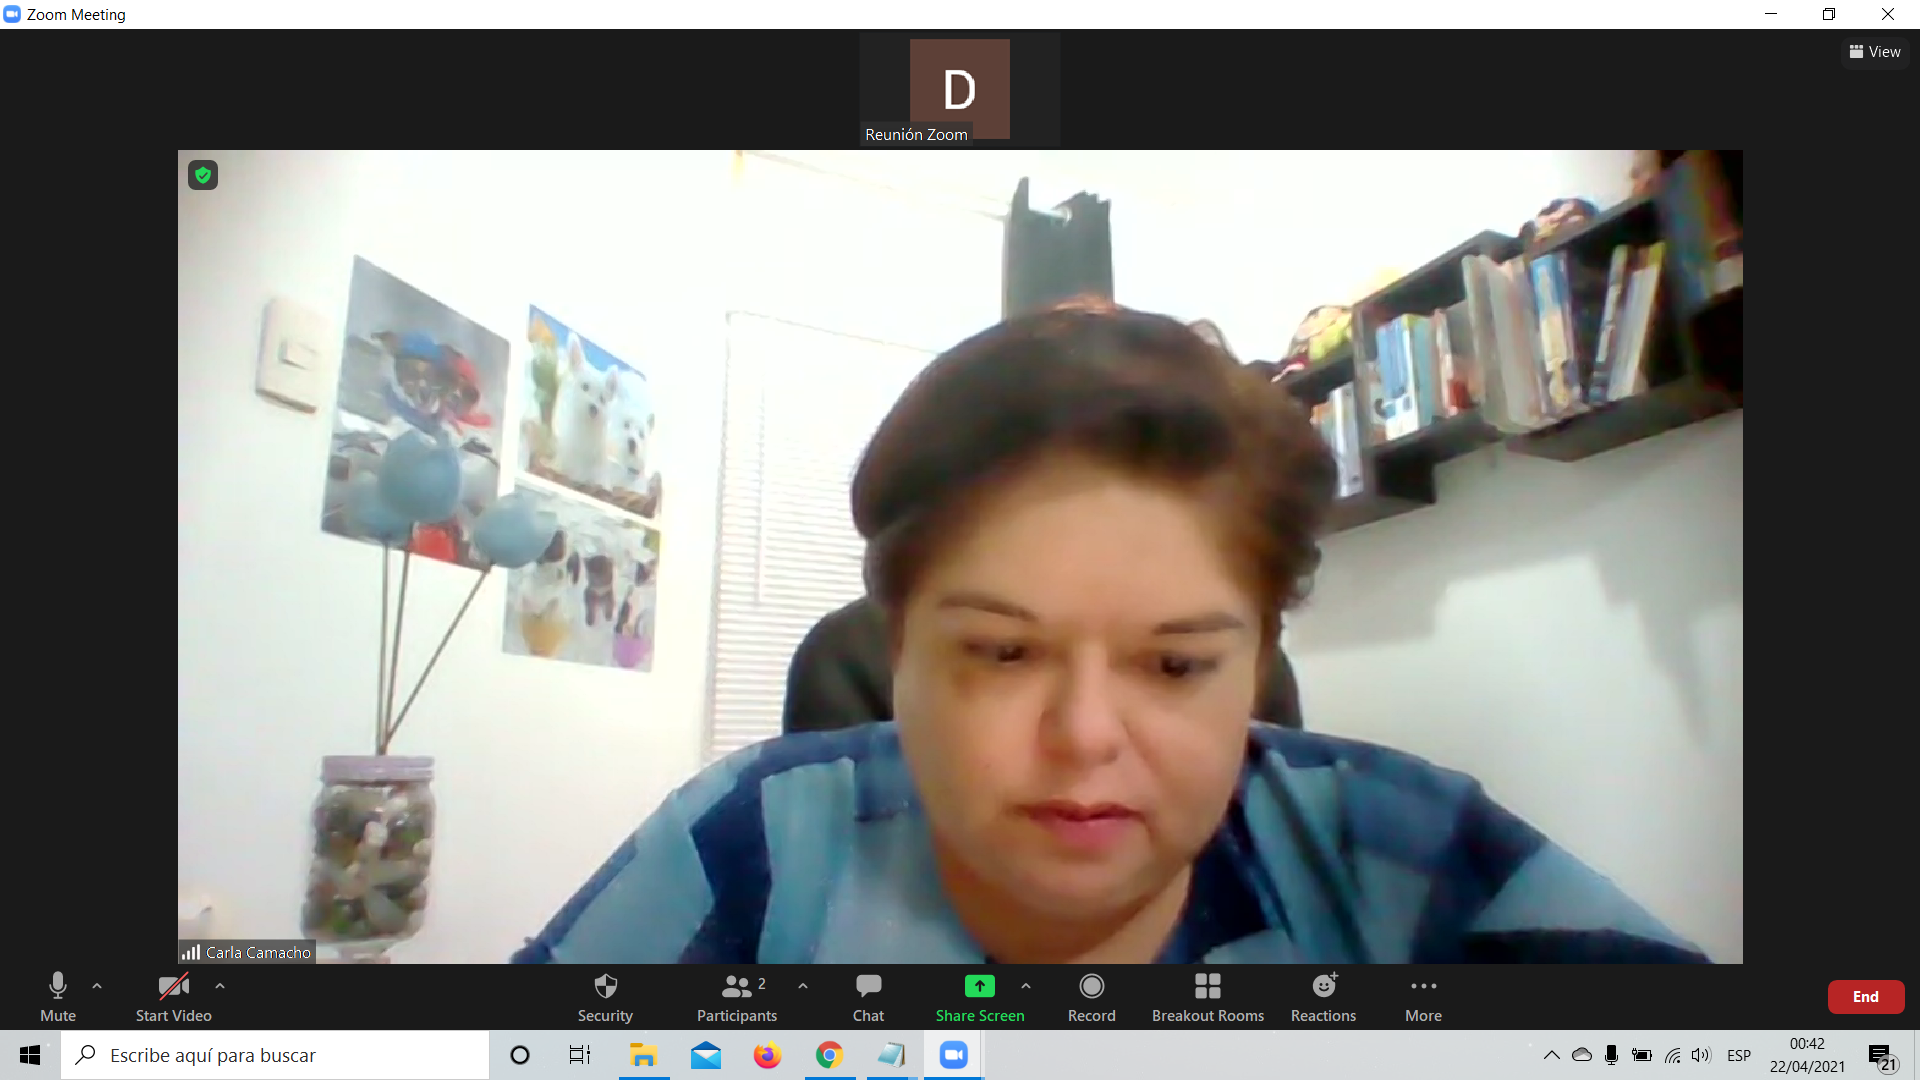 Zoom Meeting
View
D
Reunión Zoom
Carla Camacho
Mute
Start Video
Security
2
Participants
Chat
Share Screen
Record
Breakout Rooms
Reactions
More
End
Escribe aquí para buscar
ESP
00:42
22/04/2021
21